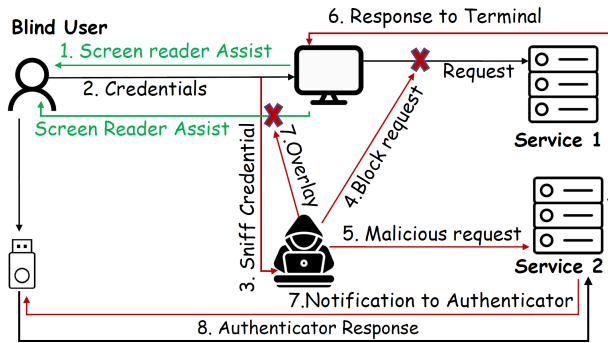 6. Response to Terminal
Blind User
1. Screen reader Assist
2. Credentials
Request
Screen Reader Assist
Service 1
3. Sniff Credential
7.Overlay
4.Block request
5. Malicious request
Service 2
7.Notification to Authenticator
8. Authenticator Response